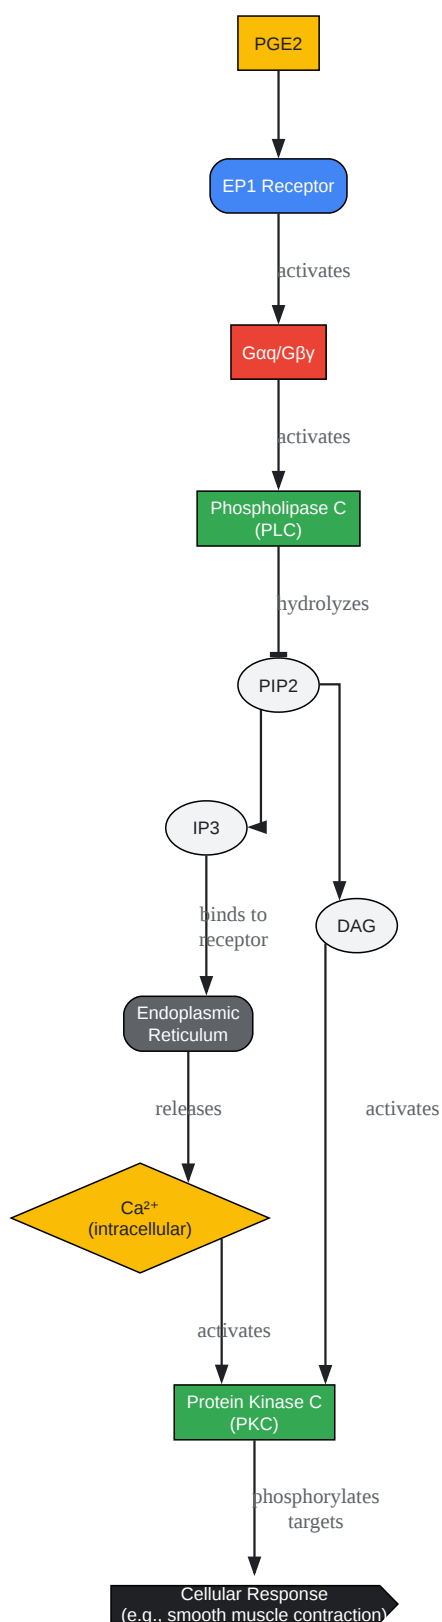 PGE2
EP1 Receptor
activates
Gαq/Gβγ
activates
Phospholipase C
(PLC)
hydrolyzes
PIP2
IP3
binds to
receptor
DAG
Endoplasmic
Reticulum
releases
activates
Ca²⁺
(intracellular)
activates
Protein Kinase C
(PKC)
phosphorylates
targets
Cellular Response
(e.g., smooth muscle contraction)